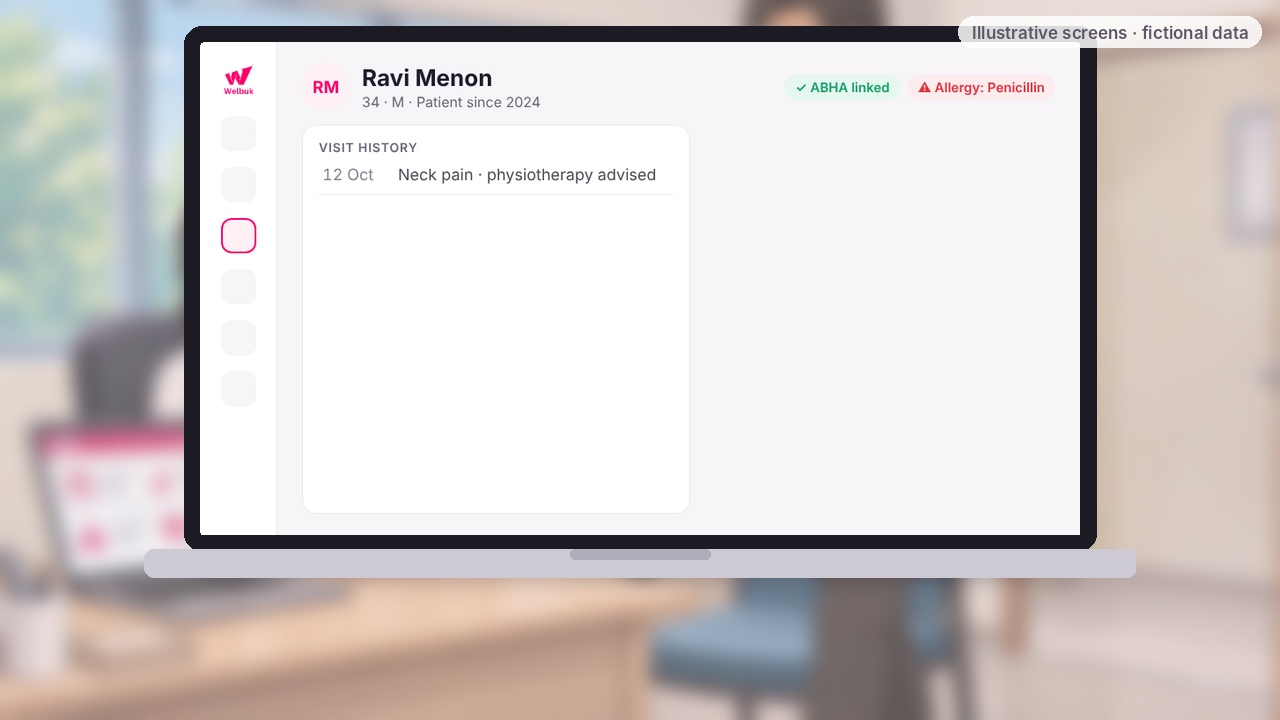 Illustrative screens · fictional data
Welbuk
RM
Ravi Menon
34 · M · Patient since 2024
✓ ABHA linked
⚠ Allergy: Penicillin
VISIT HISTORY
12 Oct Neck pain · physiotherapy advised